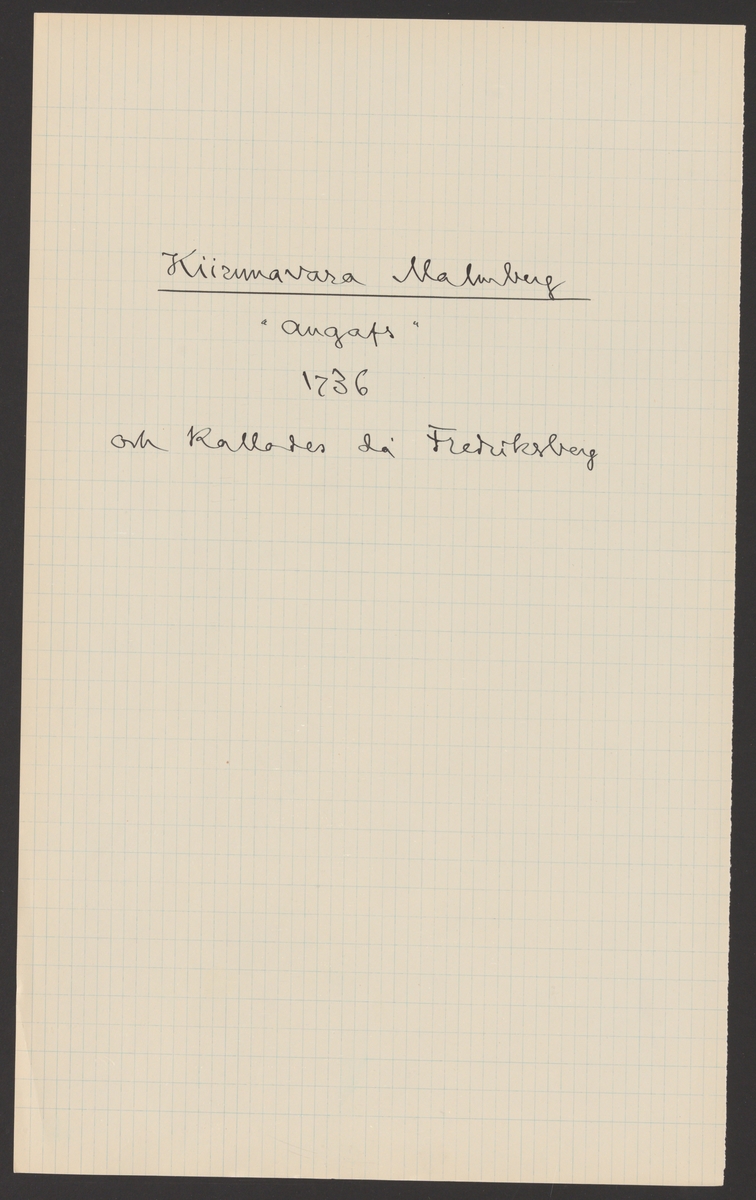 Kiirunavara Malmberg
"angafs"
1736
och kallades då Fredriksberg